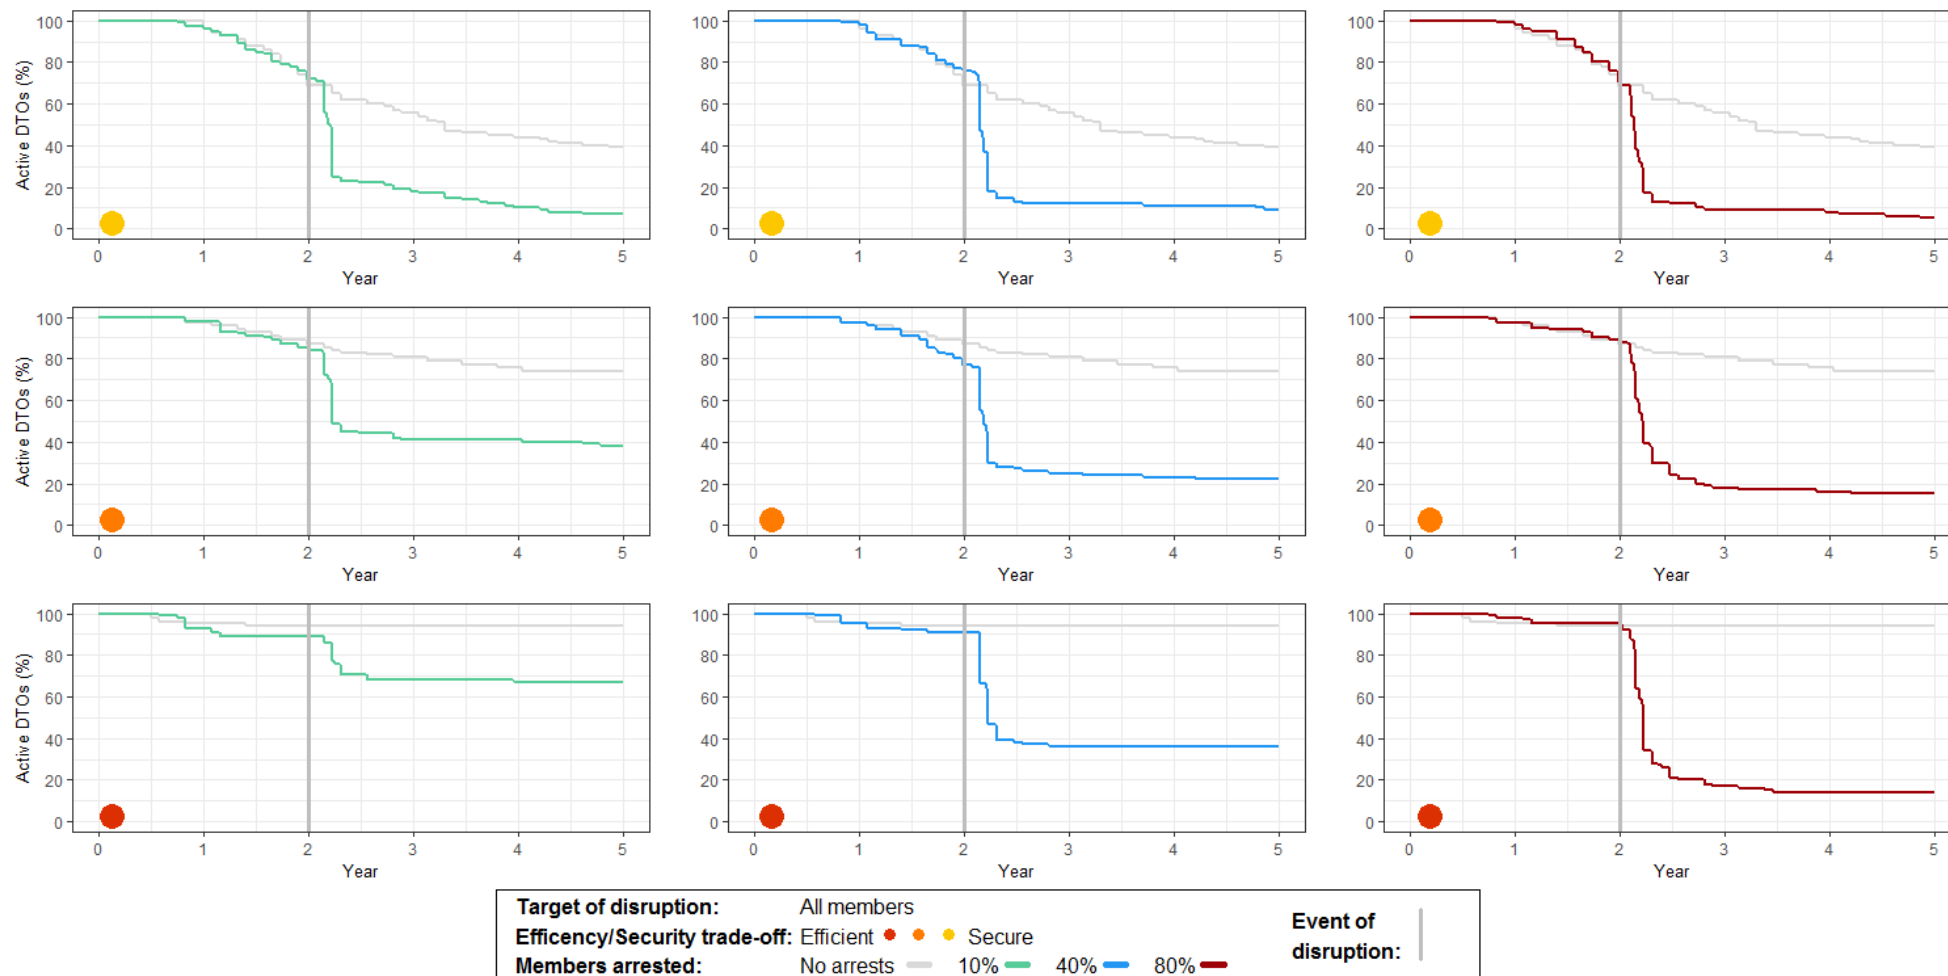 100
80
60
40
20
0
Active DTOs (%)
0 1 2 3 4 5
Year
100
80
60
40
20
0
0 1 2 3 4 5
Year
100
80
60
40
20
0
0 1 2 3 4 5
Year
100
80
60
40
20
0
Active DTOs (%)
0 1 2 3 4 5
Year
100
80
60
40
20
0
0 1 2 3 4 5
Year
100
80
60
40
20
0
0 1 2 3 4 5
Year
100
80
60
40
20
0
Active DTOs (%)
0 1 2 3 4 5
Year
100
80
60
40
20
0
0 1 2 3 4 5
Year
100
80
60
40
20
0
0 1 2 3 4 5
Year
Target of disruption: All members
Efficency/Security trade-off: Efficient Secure
Members arrested: No arrests 10% 40% 80%
Event of
disruption: